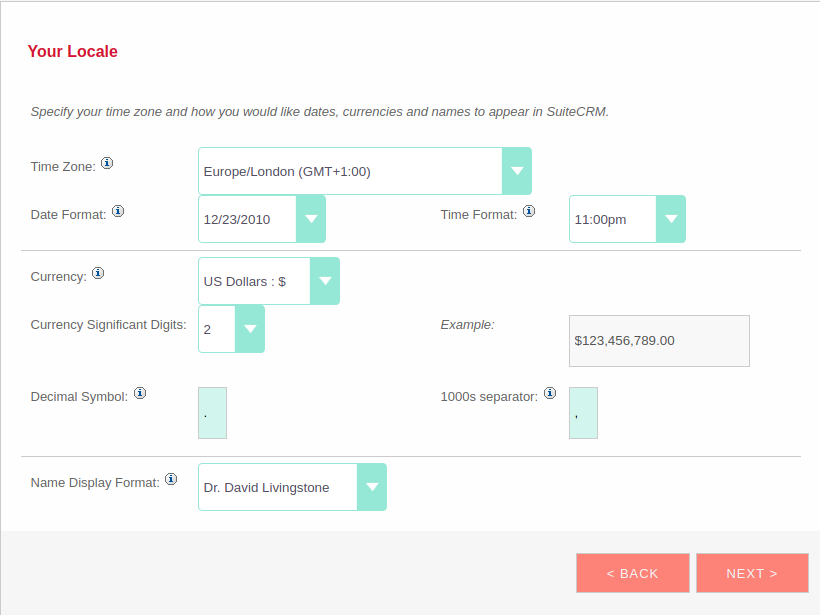 Your Locale
Specify your time zone and how you would like dates, currencies and names to appear in SuiteCRM.
Time Zone: Europe/London (GMT+1:00)
Date Format: 12/23/2010 Time Format: 11:00pm
Currency: US Dollars : $
Currency Significant Digits: 2 Example: $123,456,789.00
Decimal Symbol: . 1000s separator: ,
Name Display Format: Dr. David Livingstone
< BACK NEXT >